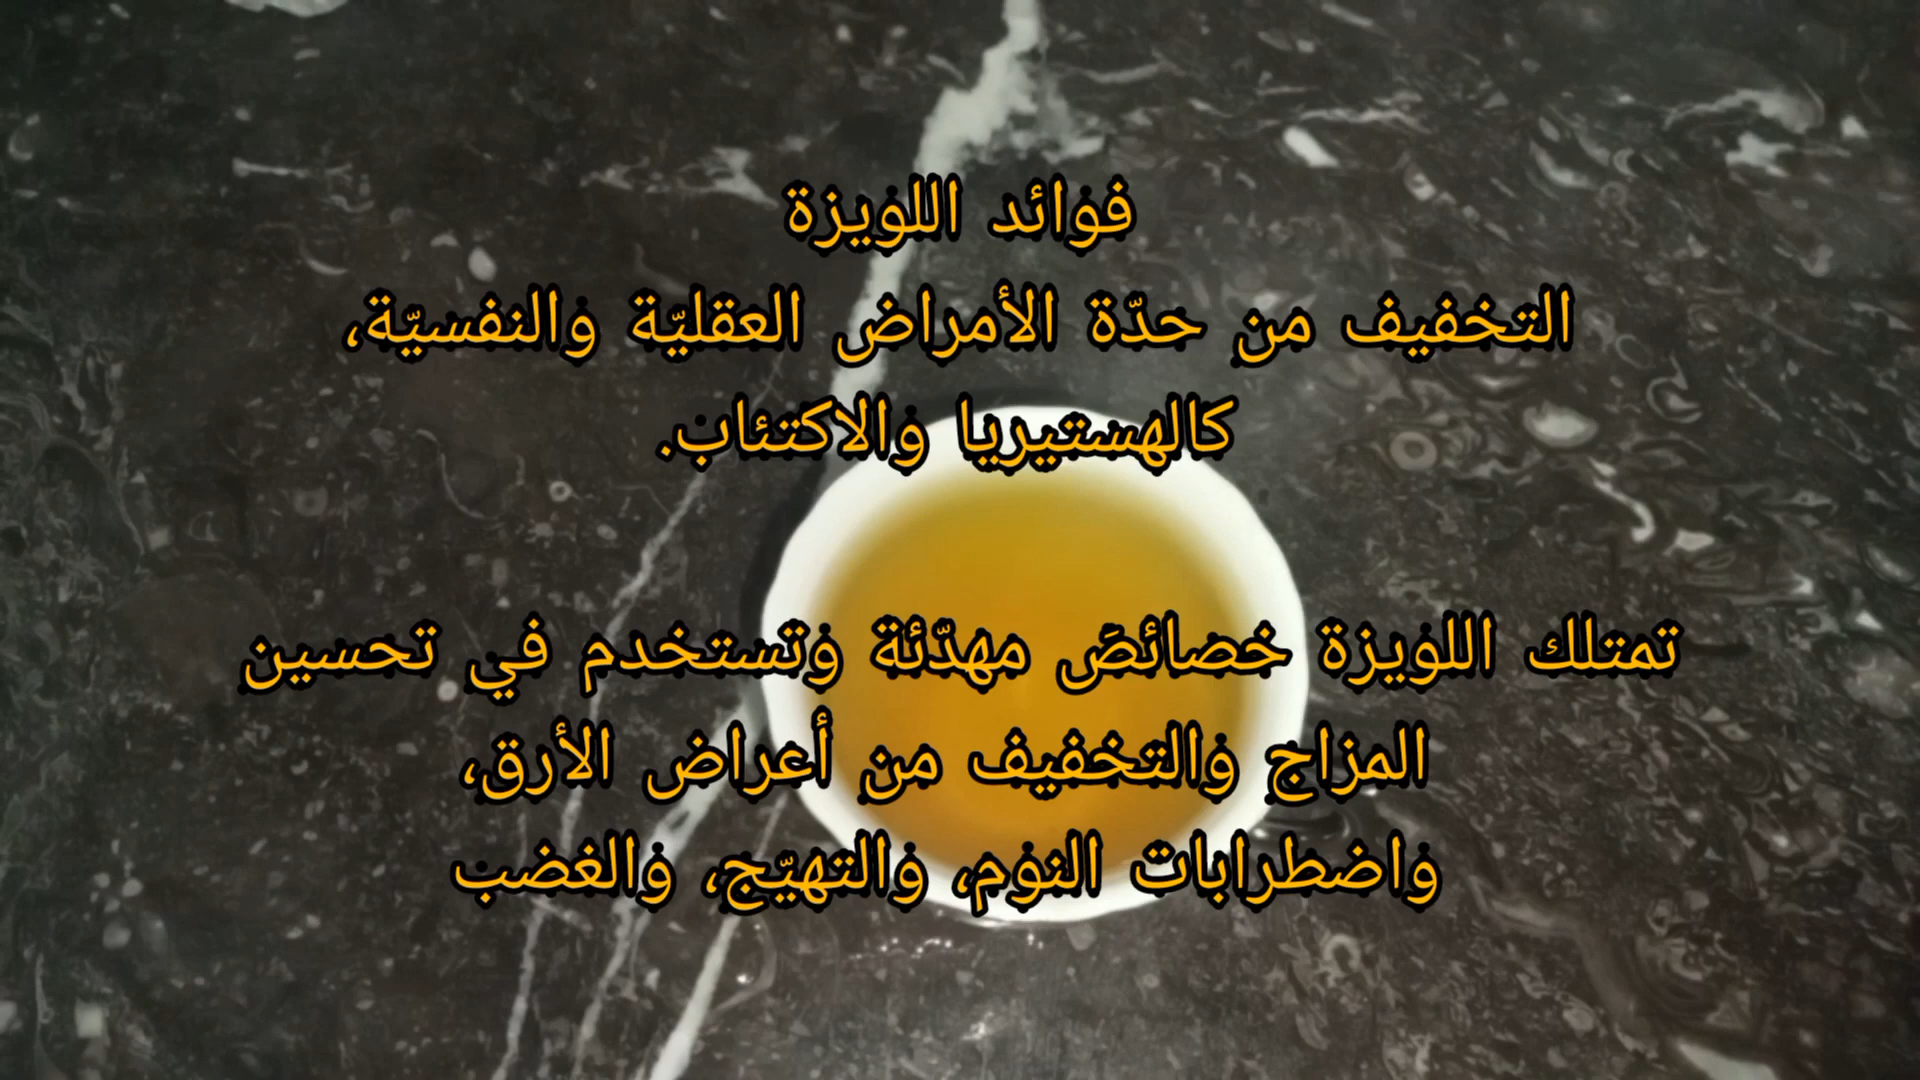 فوائد اللويزة
التخفيف من حدّة الأمراض العقليّة والنفسيّة،
كالهستيريا والاكتئاب.
تمتلك اللويزة خصائصَ مهدّئة وتستخدم في تحسين
المزاج والتخفيف من أعراض الأرق،
واضطرابات النوم، والتهيّج، والغضب